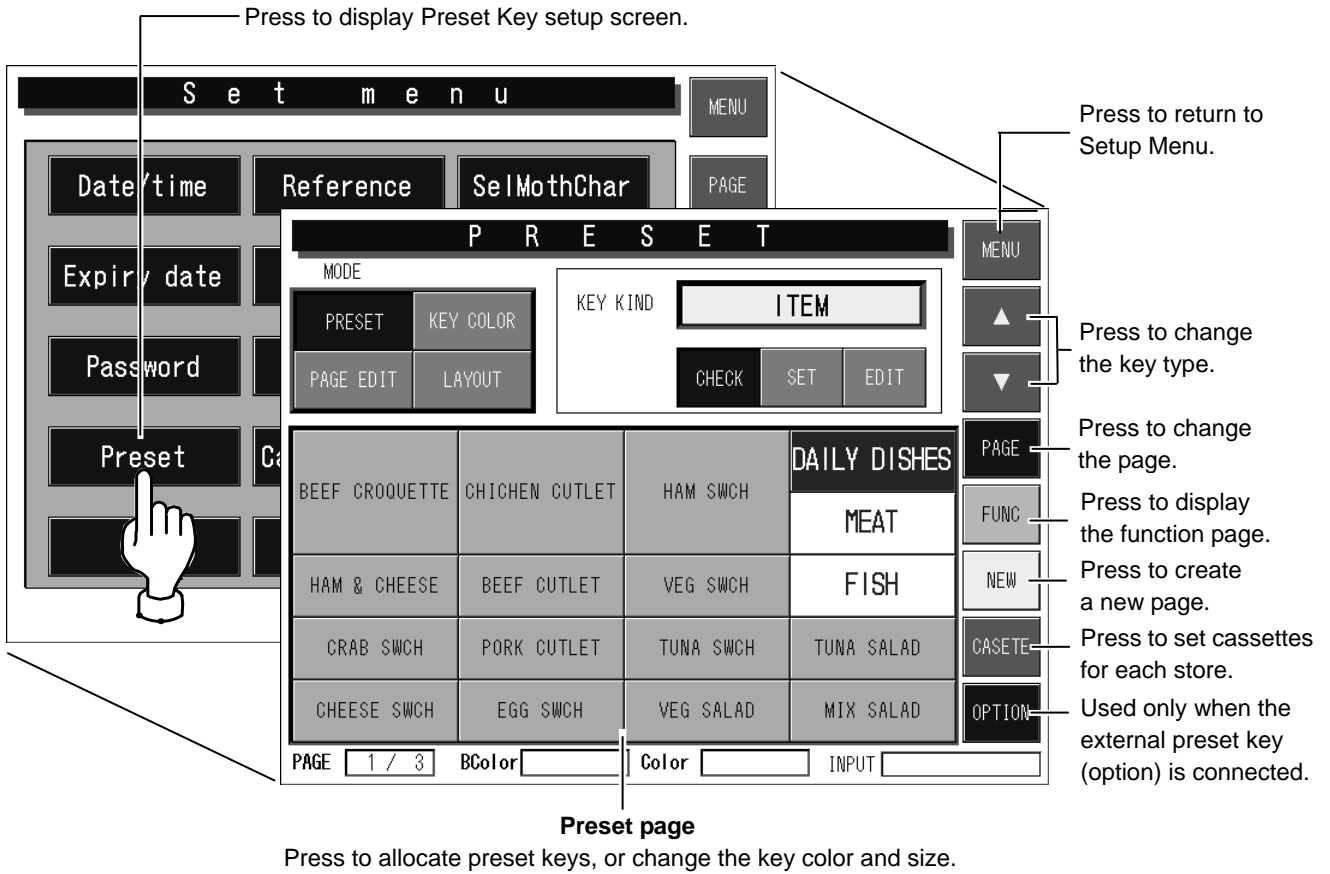 Press to display Preset Key setup screen.
Set menu
MENU
Date/time
Reference
SelMothChar
PAGE
Expiry date
Password
Preset
PRESET
MENU
MODE
PRESET
KEY COLOR
PAGE EDIT
LAYOUT
KEY KIND
ITEM
CHECK
SET
EDIT
▲
▼
PAGE
FUNC
NEW
CASETE
OPTION
BEEF CROQUETTE
CHICHEN CUTLET
HAM SWCH
DAILY DISHES
MEAT
HAM & CHEESE
BEEF CUTLET
VEG SWCH
FISH
CRAB SWCH
PORK CUTLET
TUNA SWCH
TUNA SALAD
CHEESE SWCH
EGG SWCH
VEG SALAD
MIX SALAD
PAGE 1 / 3
BColor
Color
INPUT
Press to return to
Setup Menu.
Press to change
the key type.
Press to change
the page.
Press to display
the function page.
Press to create
a new page.
Press to set cassettes
for each store.
Used only when the
external preset key
(option) is connected.
Preset page
Press to allocate preset keys, or change the key color and size.